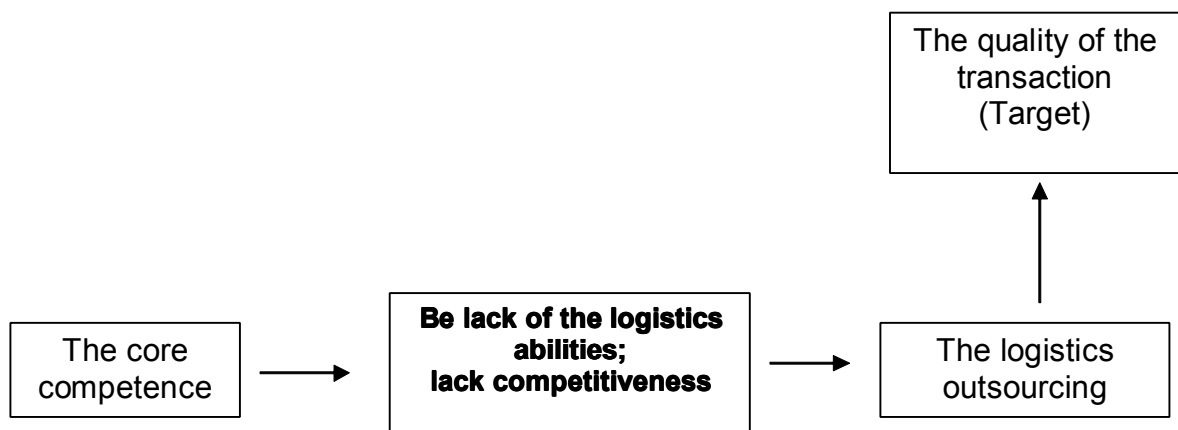 The quality of the
transaction
(Target)
The core
competence
Be lack of the logistics
abilities;
lack competitiveness
The logistics
outsourcing